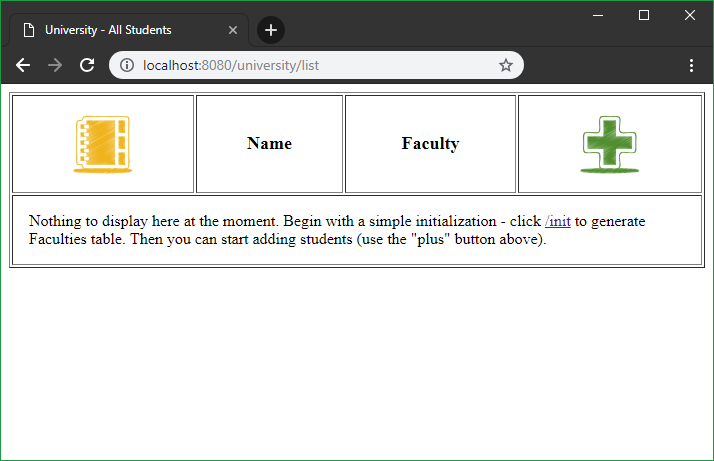 University - All Students
localhost:8080/university/list
Name
Faculty
Nothing to display here at the moment. Begin with a simple initialization - click /init to generate
Faculties table. Then you can start adding students (use the "plus" button above).